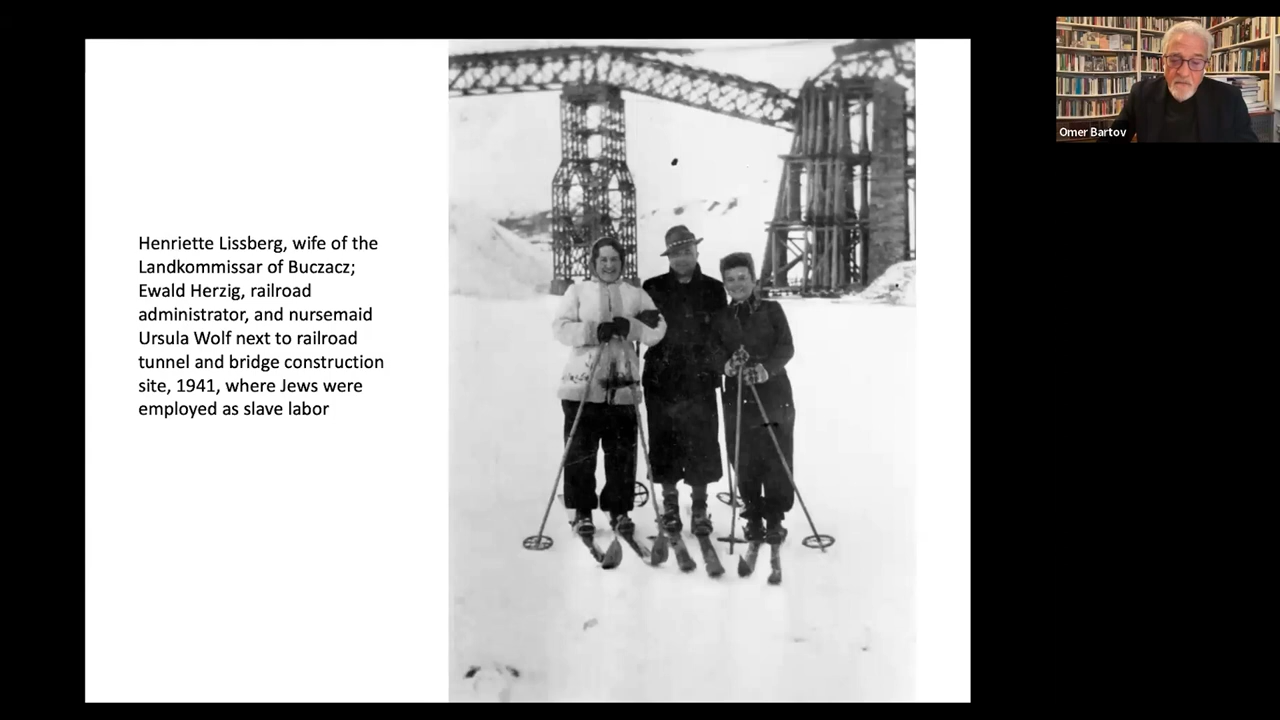 Omer Bartov
Henriette Lissberg, wife of the
Landkommissar of Buczacz;
Ewald Herzig, railroad
administrator, and nursemaid
Ursula Wolf next to railroad
tunnel and bridge construction
site, 1941, where Jews were
employed as slave labor